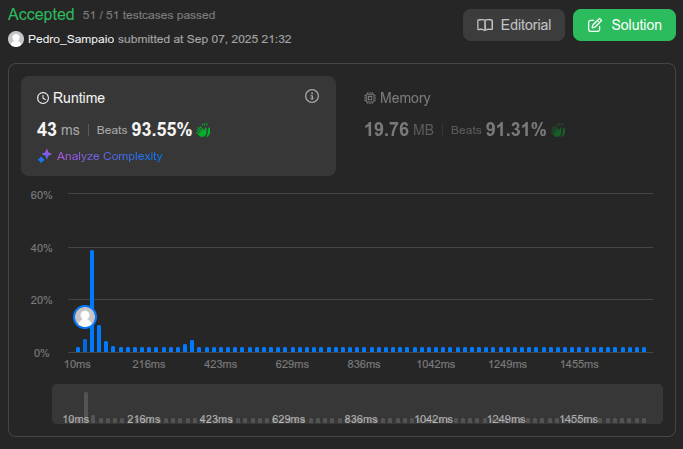 Accepted 51 / 51 testcases passed
Editorial
Solution
Pedro_Sampaio submitted at Sep 07, 2025 21:32
Runtime
43 ms | Beats 93.55%
Analyze Complexity
Memory
19.76 MB | Beats 91.31%
60%
40%
20%
0%
10ms 216ms 423ms 629ms 836ms 1042ms 1249ms 1455ms
10ms 216ms 423ms 629ms 836ms 1042ms 1249ms 1455ms